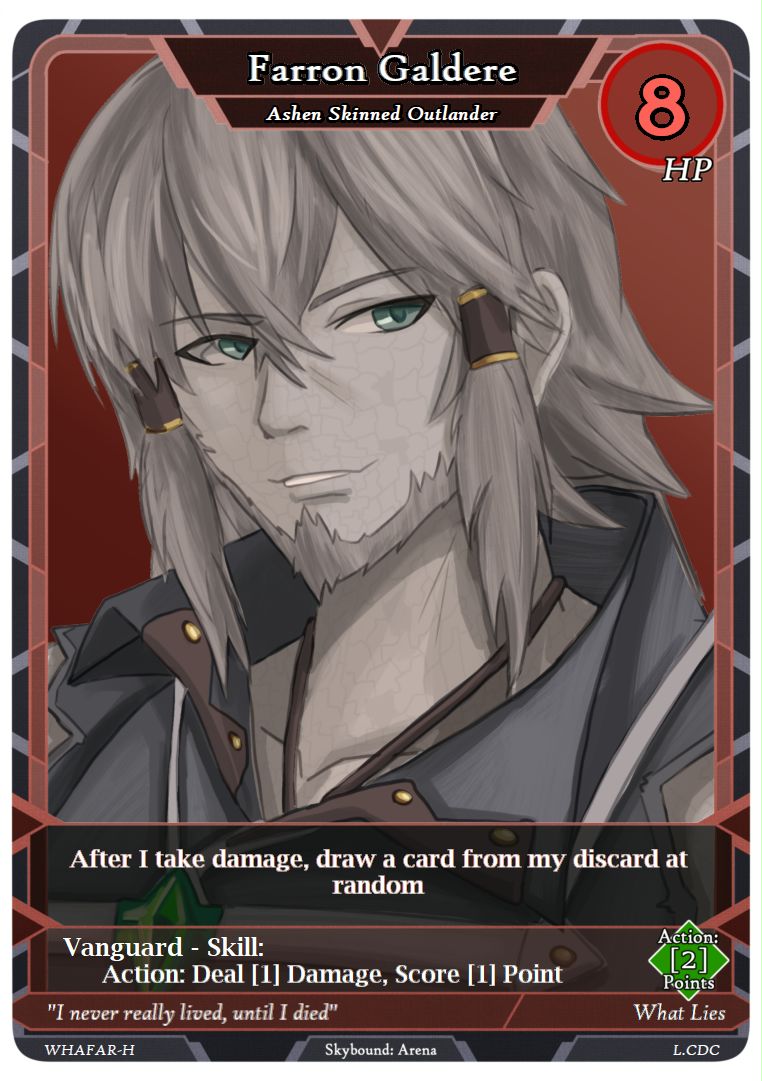 Farron Galdere
Ashen Skinned Outlander
8
HP
After I take damage, draw a card from my discard at
random
Vanguard - Skill:
Action: Deal [1] Damage, Score [1] Point
Action:
[2]
Points
"I never really lived, until I died"
What Lies
WHAFAR-H
Skybound: Arena
L.CDC